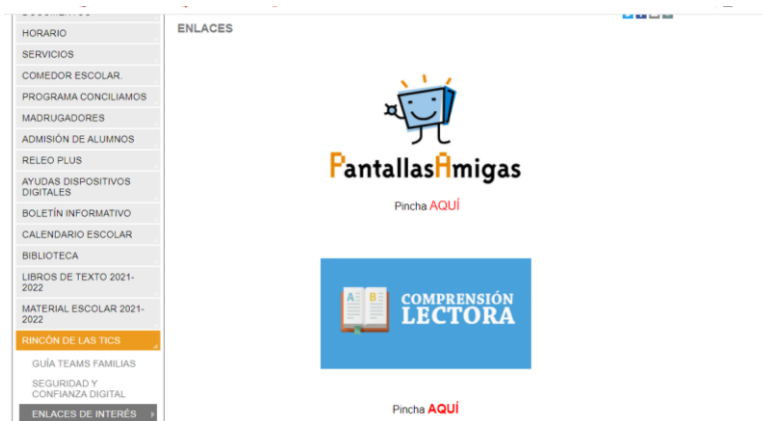 HORARIO
SERVICIOS
COMEDOR ESCOLAR.
PROGRAMA CONCILIAMOS
MADRUGADORES
ADMISIÓN DE ALUMNOS
RELEO PLUS
AYUDAS DISPOSITIVOS
DIGITALES
BOLETÍN INFORMATIVO
CALENDARIO ESCOLAR
BIBLIOTECA
LIBROS DE TEXTO 2021-
2022
MATERIAL ESCOLAR 2021-
2022
RINCÓN DE LAS TICS
GUÍA TEAMS FAMILIAS
SEGURIDAD Y
CONFIANZA DIGITAL
ENLACES DE INTERÉS
ENLACES
PantallasAmigas
Pincha AQUÍ
A B
COMPRENSIÓN
LECTORA
Pincha AQUÍ